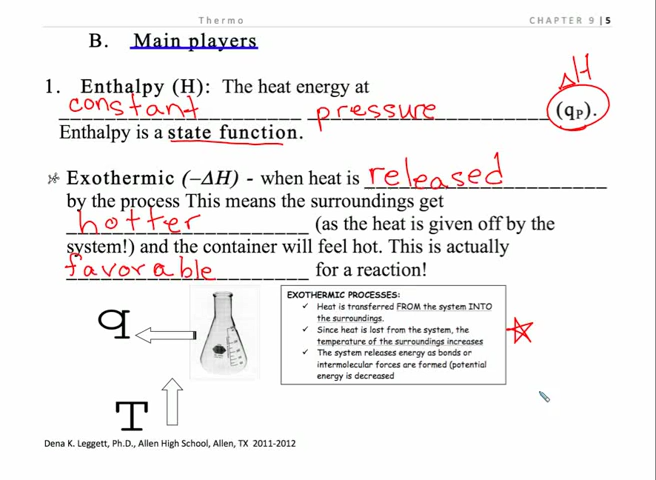 Thermo CHAPTER 9 | 5
B. Main players
ΔH
1. Enthalpy (H): The heat energy at
constant pressure (qP).
Enthalpy is a state function.
Exothermic (−ΔH) - when heat is released
by the process This means the surroundings get
hotter (as the heat is given off by the
system!) and the container will feel hot. This is actually
favorable for a reaction!
EXOTHERMIC PROCESSES:
✓ Heat is transferred FROM the system INTO
the surroundings.
✓ Since heat is lost from the system, the
temperature of the surroundings increases
✓ The system releases energy as bonds or
intermolecular forces are formed (potential
energy is decreased
q
T
Dena K. Leggett, Ph.D., Allen High School, Allen, TX 2011-2012